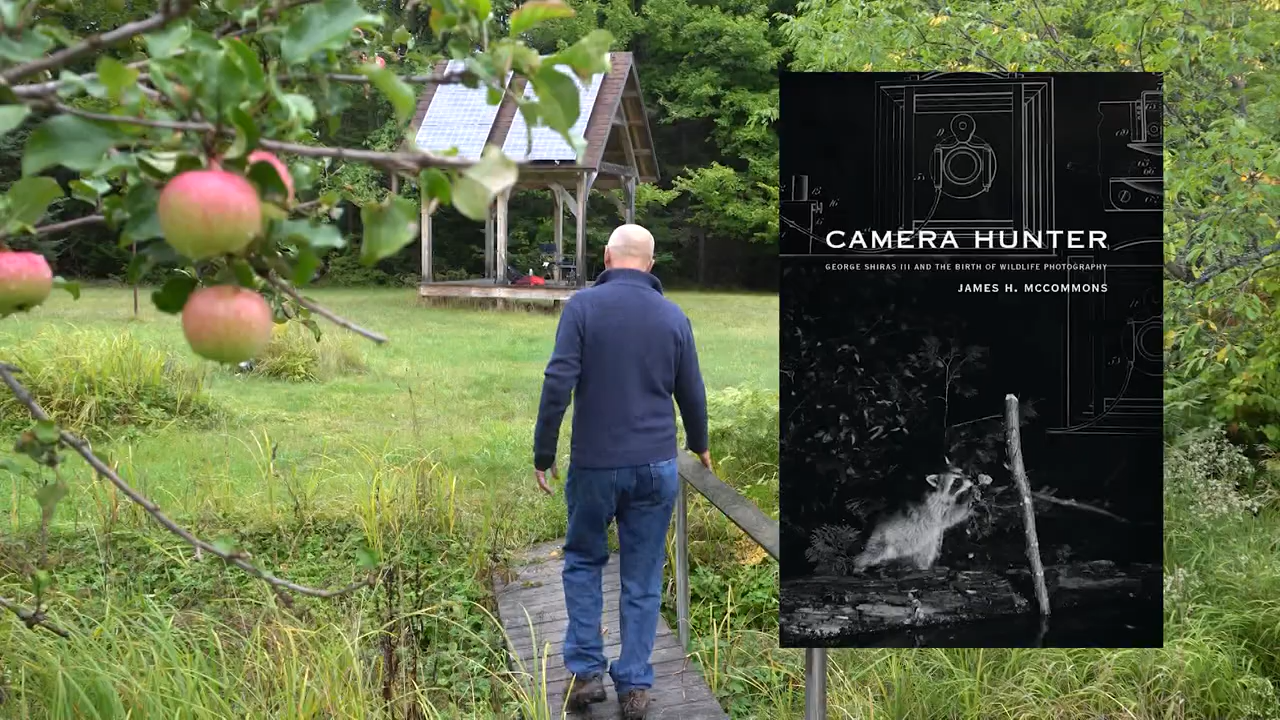 CAMERA HUNTER
GEORGE SHIRAS III AND THE BIRTH OF WILDLIFE PHOTOGRAPHY
JAMES H. MCCOMMONS